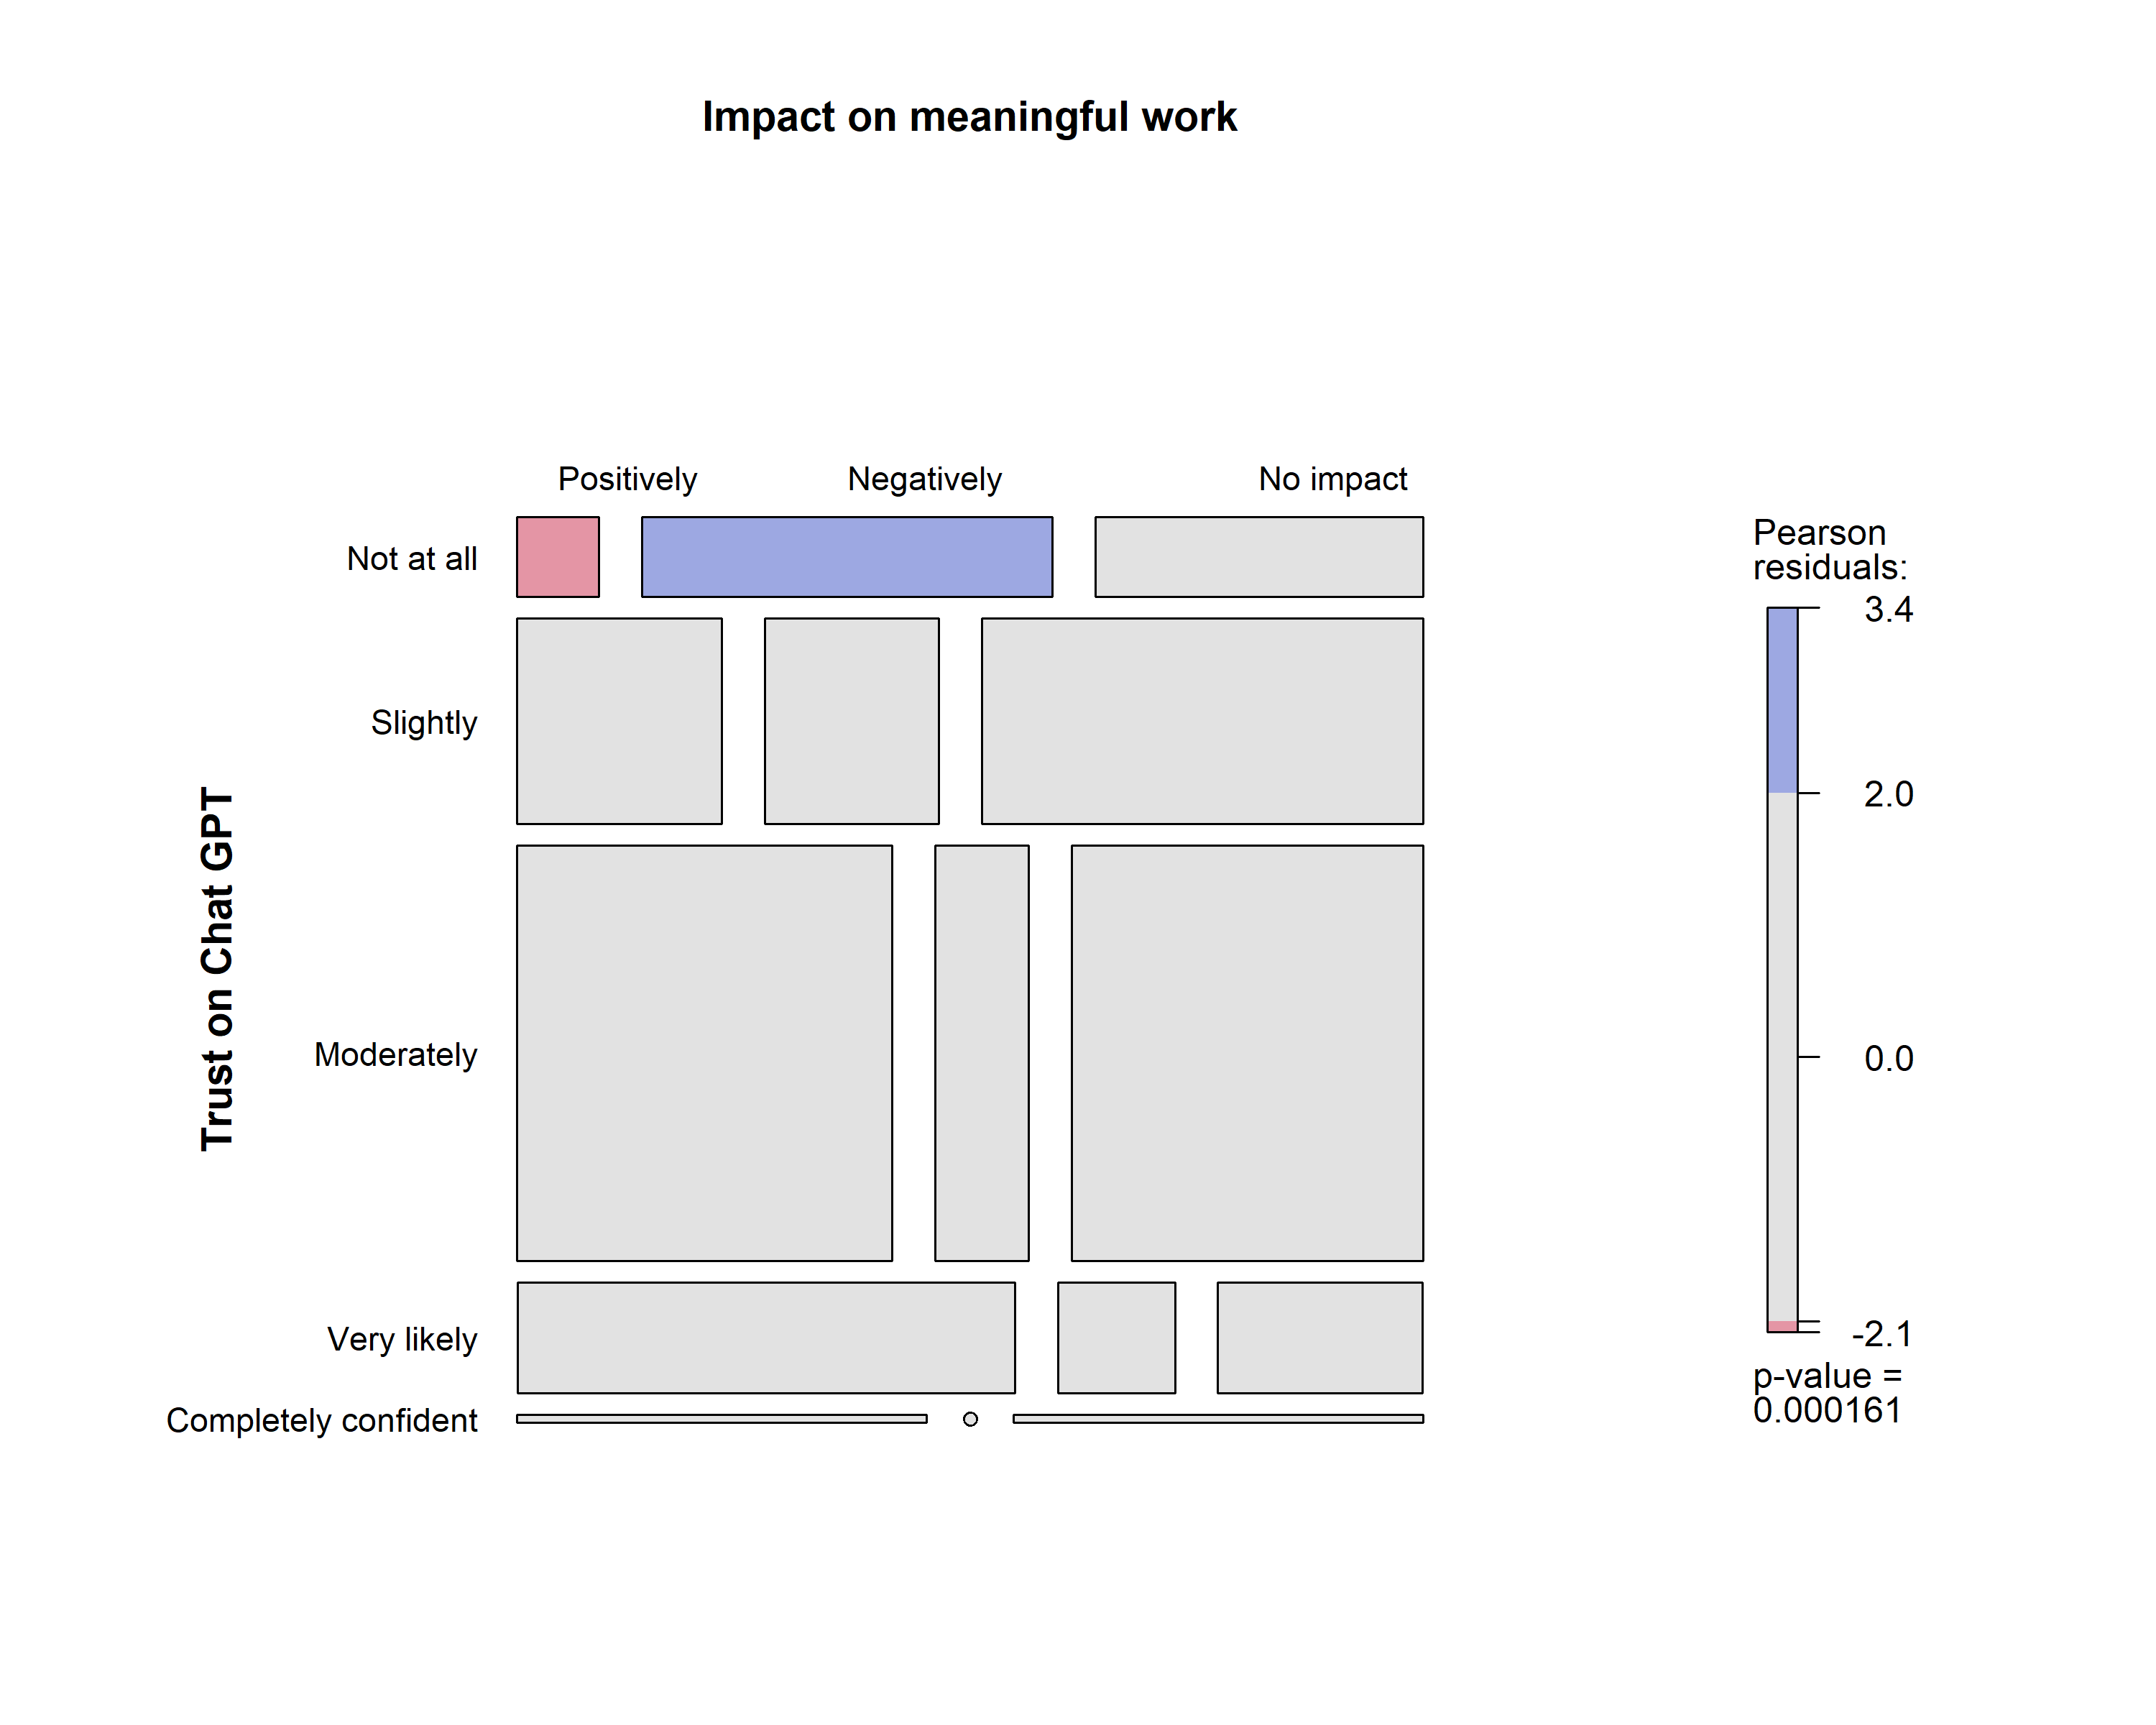 Impact on meaningful work
Positively
Negatively
No impact
Trust on Chat GPT
Not at all
Slightly
Moderately
Very likely
Completely confident
Pearson
residuals:
3.4
2.0
0.0
-2.1
p-value =
0.000161